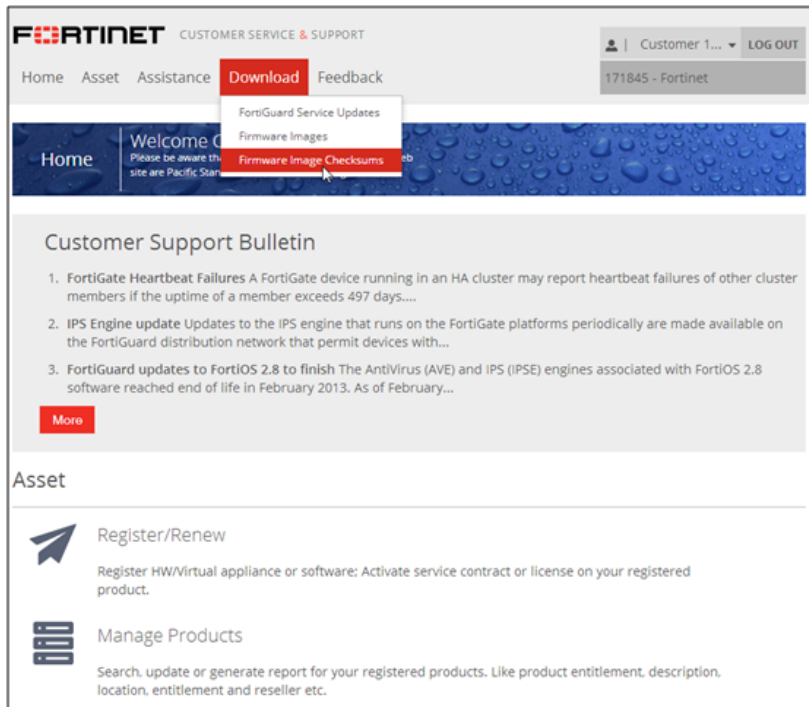 FORTINET CUSTOMER SERVICE & SUPPORT
Customer 1... LOG OUT
Home Asset Assistance Download Feedback
171845 - Fortinet
FortiGuard Service Updates
Firmware Images
Firmware Image Checksums
Home
Welcome
Please be aware
site are Pacific
Customer Support Bulletin
1. FortiGate Heartbeat Failures A FortiGate device running in an HA cluster may report heartbeat failures of other cluster
members if the uptime of a member exceeds 497 days....
2. IPS Engine update Updates to the IPS engine that runs on the FortiGate platforms periodically are made available on
the FortiGuard distribution network that permit devices with...
3. FortiGuard updates to FortiOS 2.8 to finish The AntiVirus (AVE) and IPS (IPSE) engines associated with FortiOS 2.8
software reached end of life in February 2013. As of February...
More
Asset
Register/Renew
Register HW/Virtual appliance or software; Activate service contract or license on your registered
product.
Manage Products
Search, update or generate report for your registered products. Like product entitlement, description,
location, entitlement and reseller etc.